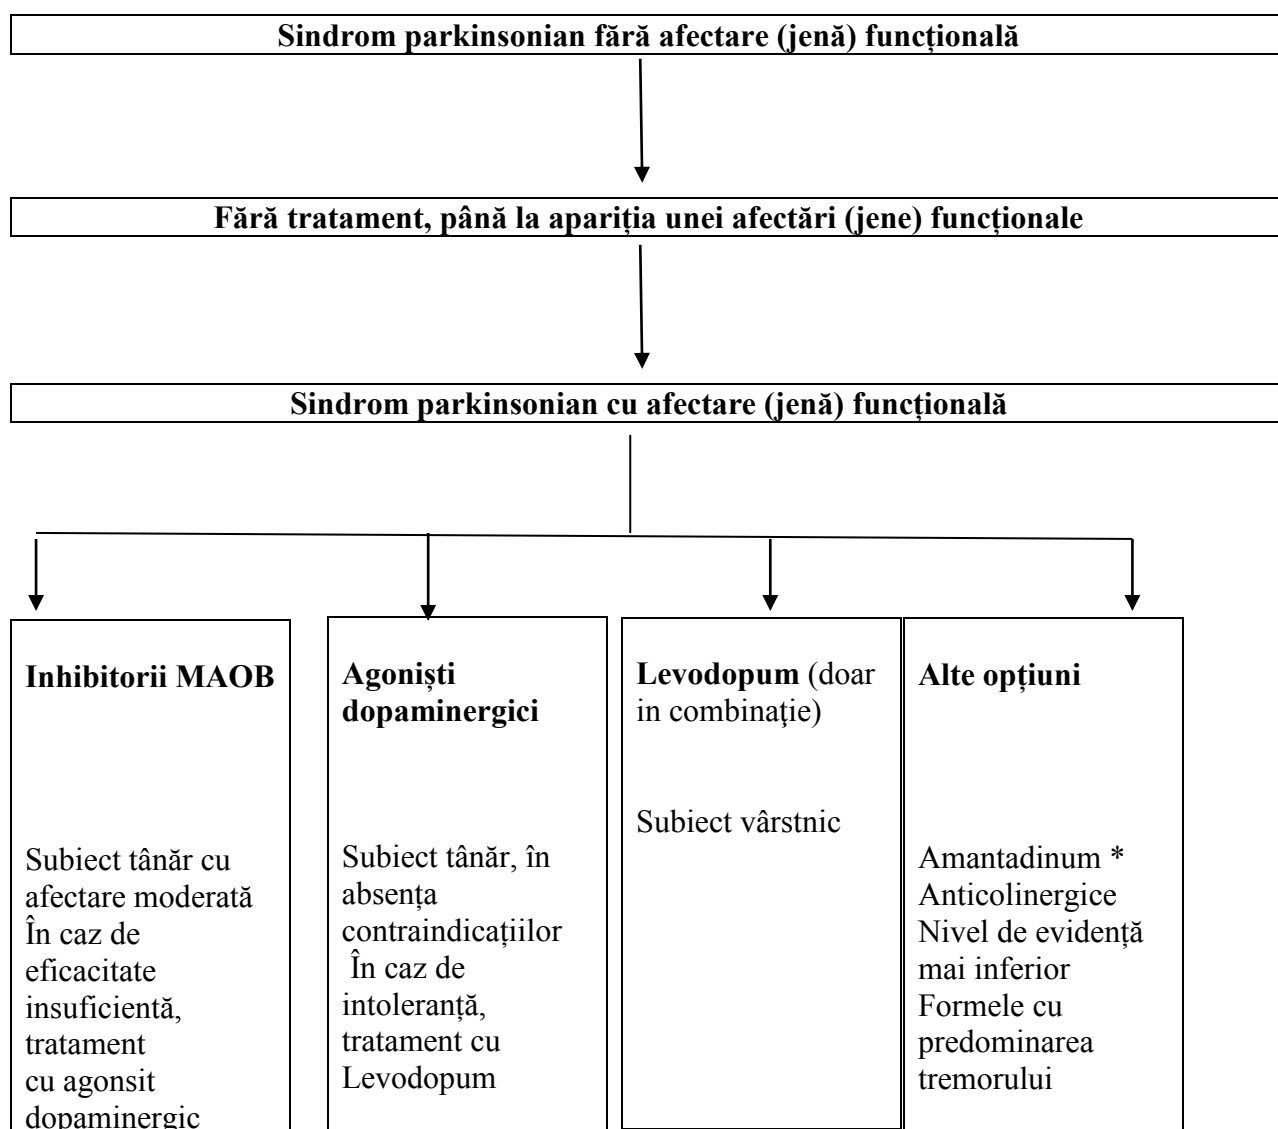 Sindrom parkinsonian fără afectare (jenă) funcțională
Fără tratament, până la apariția unei afectări (jene) funcționale
Sindrom parkinsonian cu afectare (jenă) funcțională
Inhibitorii MAOB
Subiect tânăr cu
afectare moderată
În caz de
eficacitate
insuficientă,
tratament
cu agonsit
dopaminergic
Agoniști
dopaminergici
Subiect tânăr, în
absența
contraindicațiilor
În caz de
intoleranță,
tratament cu
Levodopum
Levodopum (doar
in combinaţie)
Subiect vârstnic
Alte opțiuni
Amantadinum *
Anticolinergice
Nivel de evidență
mai inferior
Formele cu
predominarea
tremorului